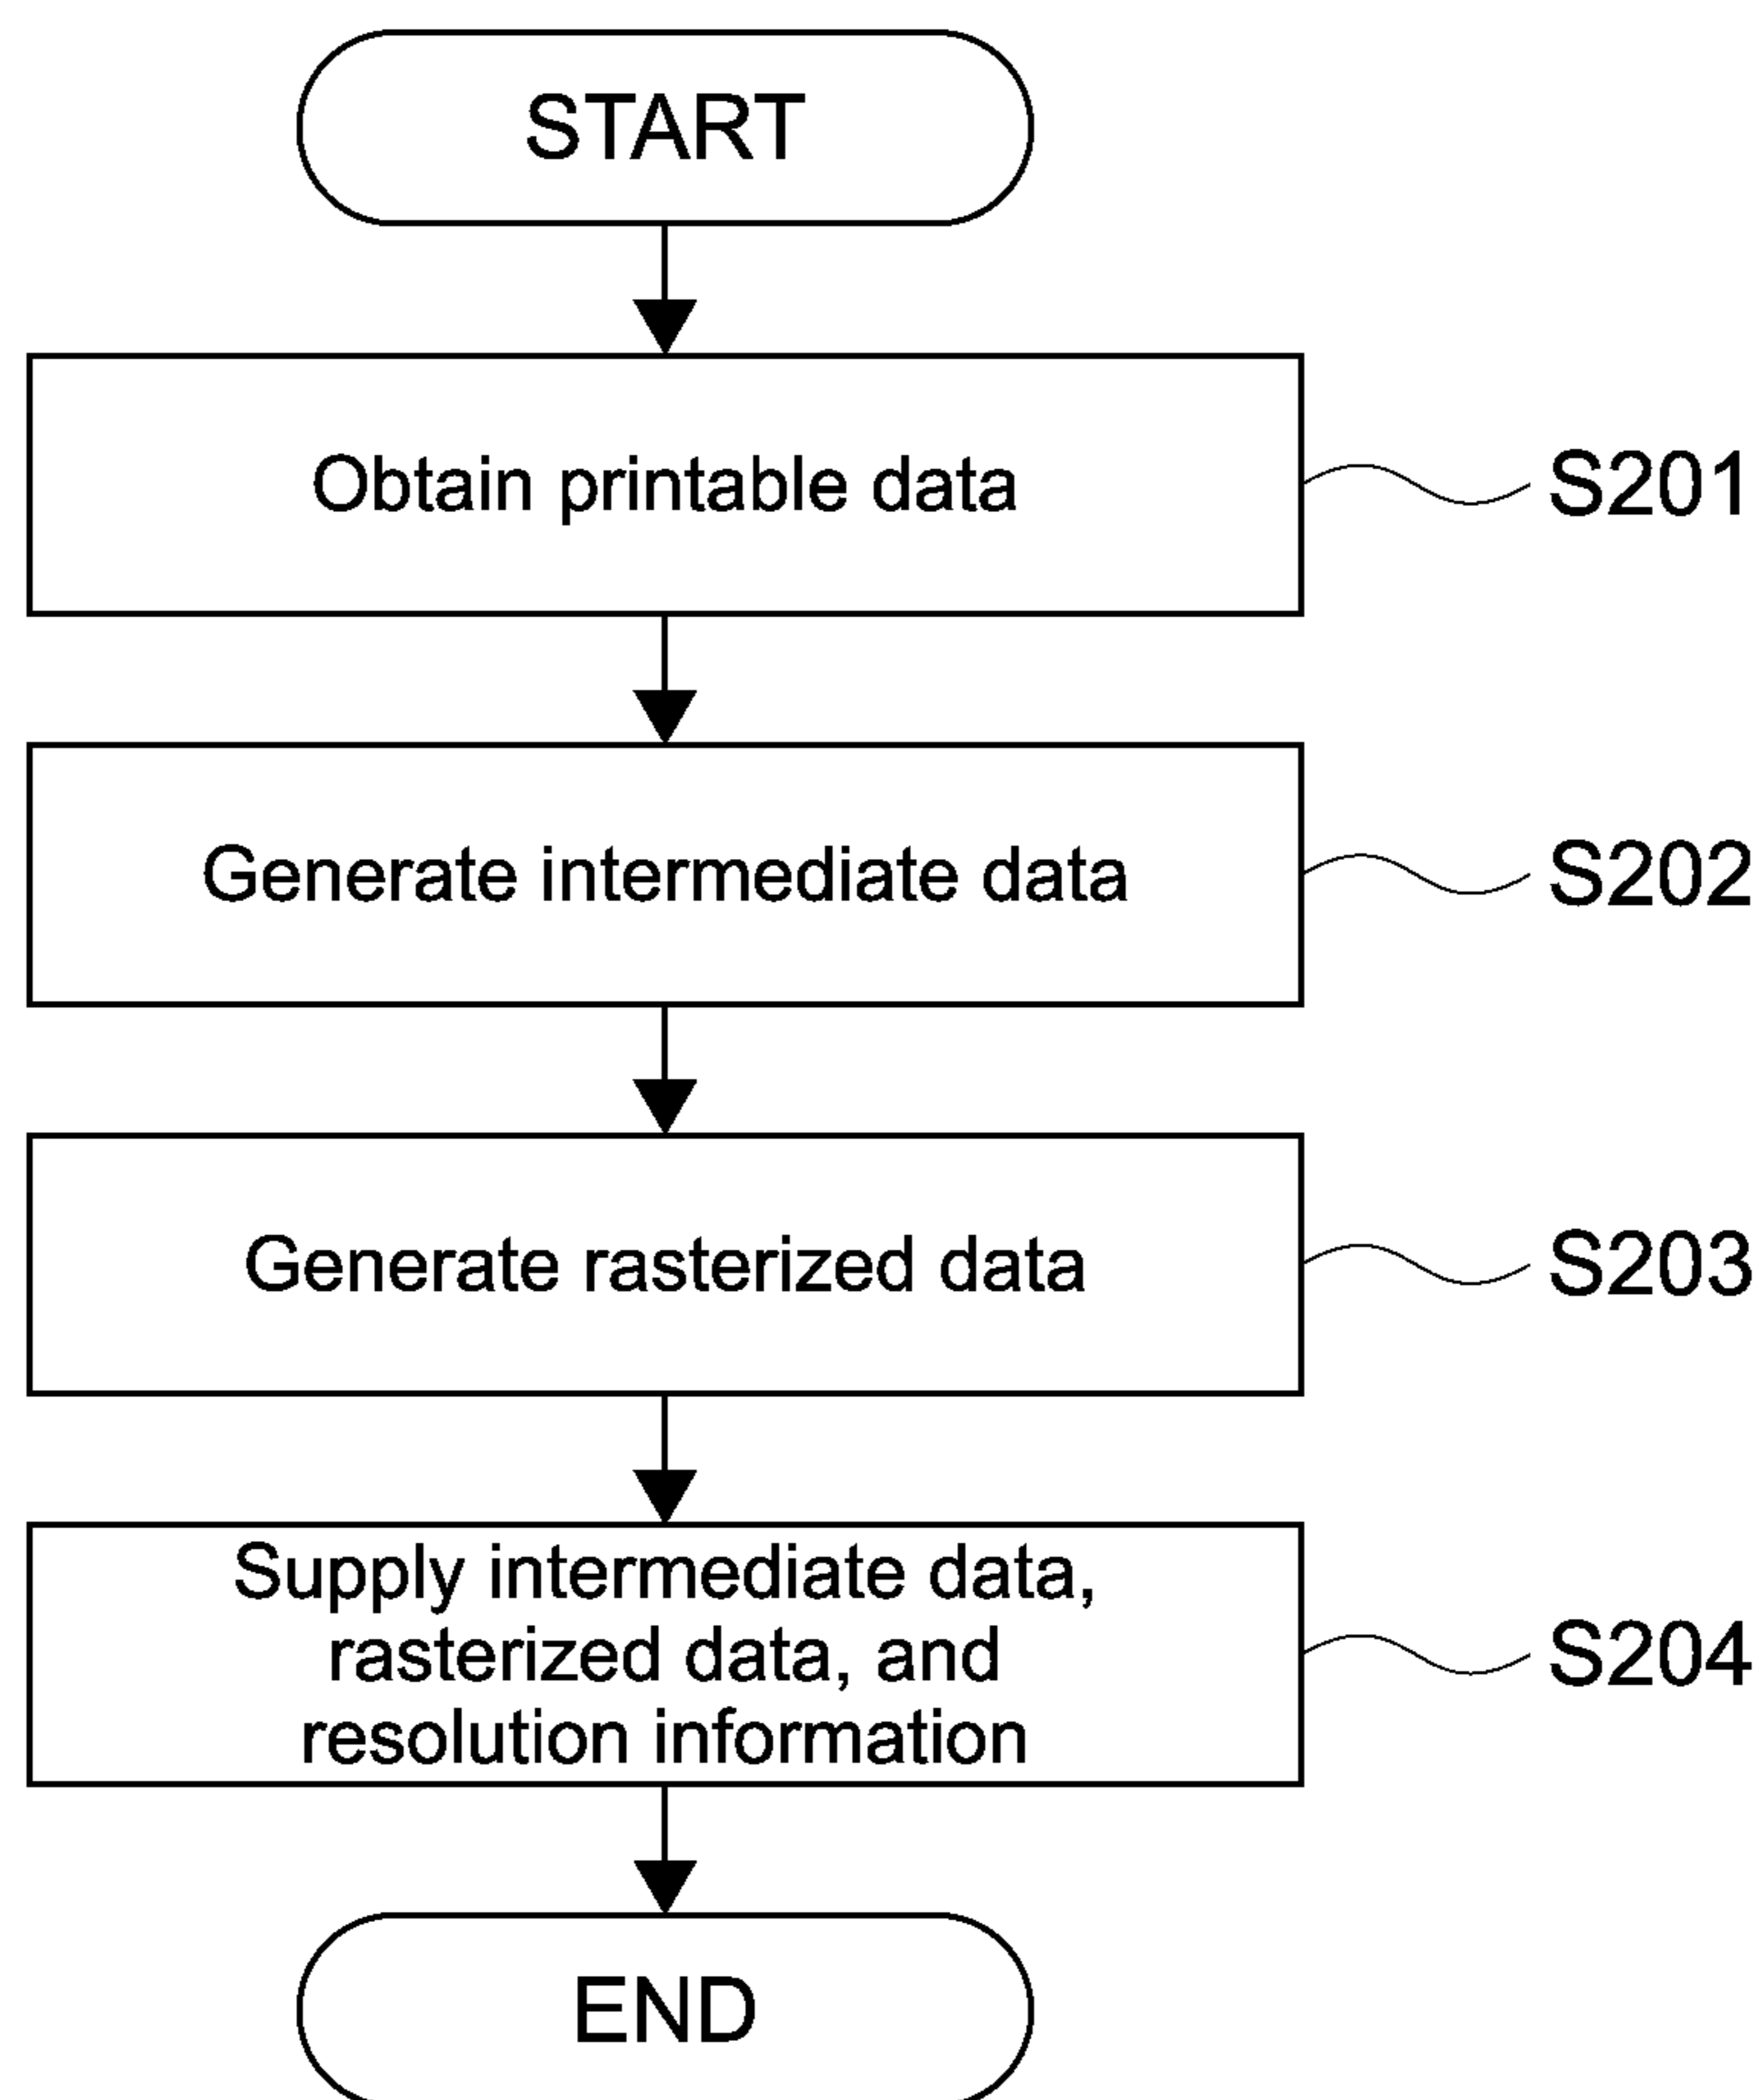 START
Obtain printable data
S201
Generate intermediate data
S202
Generate rasterized data
S203
Supply intermediate data,
rasterized data, and
resolution information
S204
END